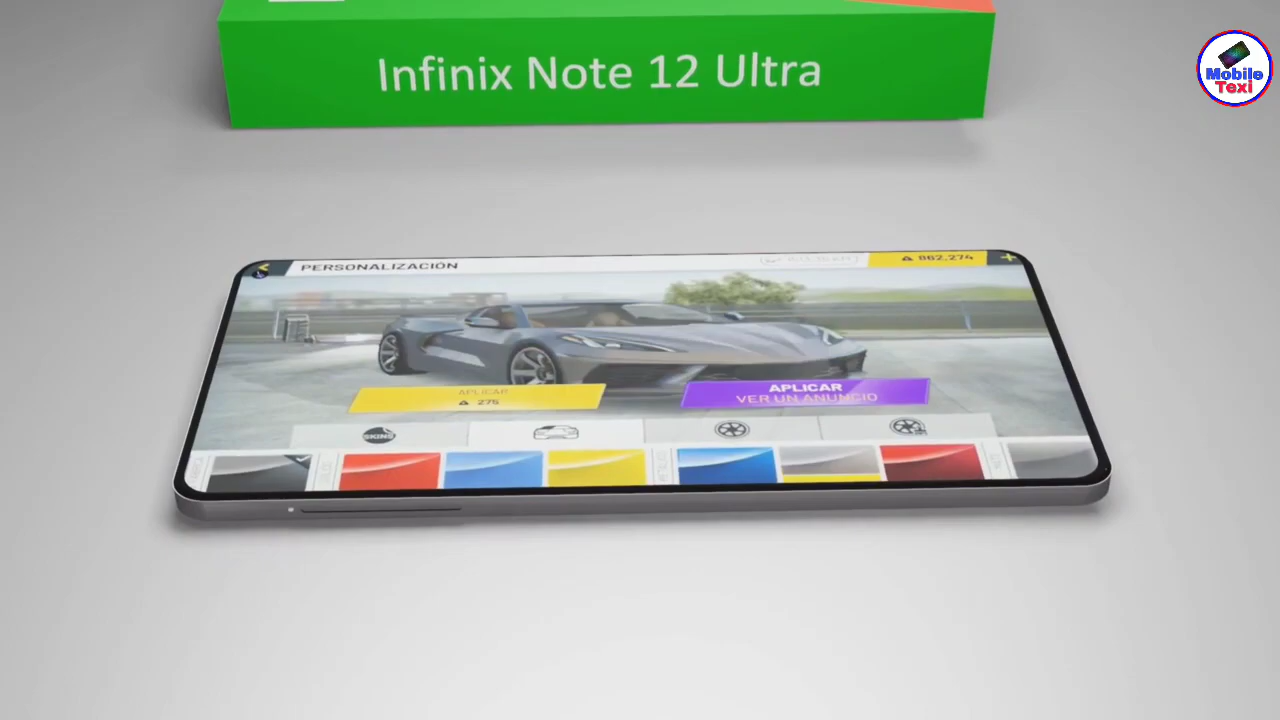 Infinix Note 12 Ultra
Mobile
Texi
PERSONALIZACIÓN
862,274
APLICAR
275
APLICAR
VER UN ANUNCIO
SKINS